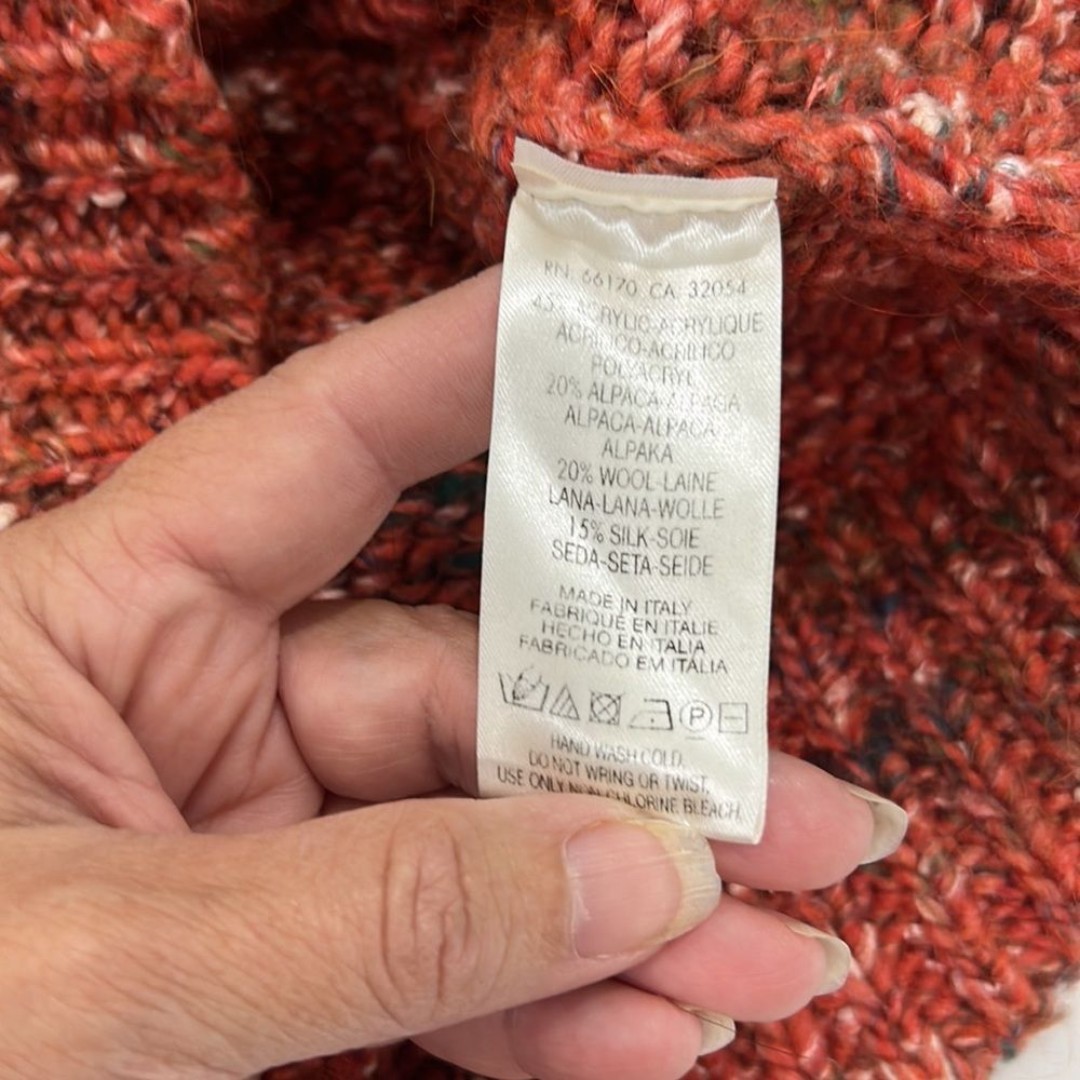 RN. 66170 CA. 32054
45% ACRYLIC-ACRYLIQUE
ACRILICO-ACRILICO
POLYACRYL
20% ALPACA-ALPAGA
ALPACA-ALPACA
ALPAKA
20% WOOL-LAINE
LANA-LANA-WOLLE
15% SILK-SOIE
SEDA-SETA-SEIDE
MADE IN ITALY
FABRIQUÉ EN ITALIE
HECHO EN ITALIA
FABRICADO EM ITÁLIA
P
HAND WASH COLD.
DO NOT WRING OR TWIST.
USE ONLY NON CHLORINE BLEACH.